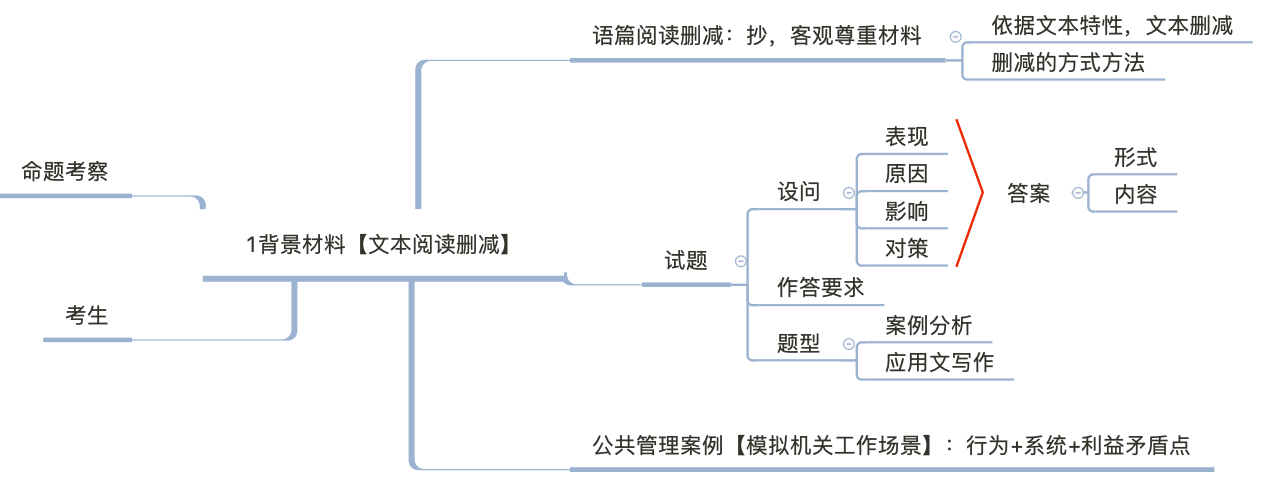 语篇阅读删减：抄，客观尊重材料
依据文本特性，文本删减
删减的方式方法
命题考察
1背景材料【文本阅读删减】
考生
试题
设问
表现
原因
影响
对策
答案
形式
内容
作答要求
题型
案例分析
应用文写作
公共管理案例【模拟机关工作场景】：行为+系统+利益矛盾点